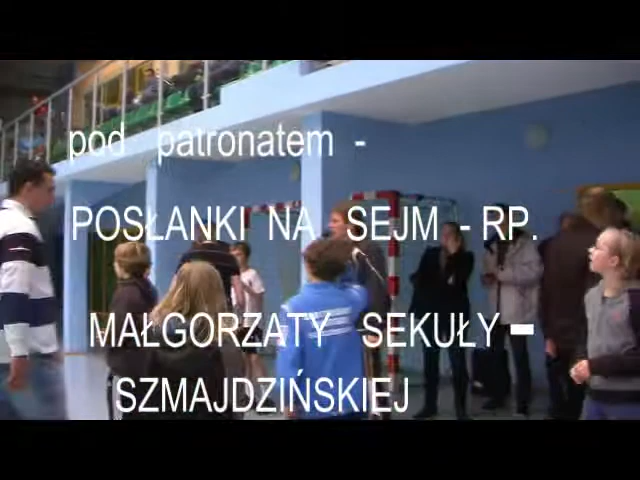 pod patronatem -
POSŁANKI NA SEJM - RP.
MAŁGORZATY SEKUŁY -
SZMAJDZIŃSKIEJ